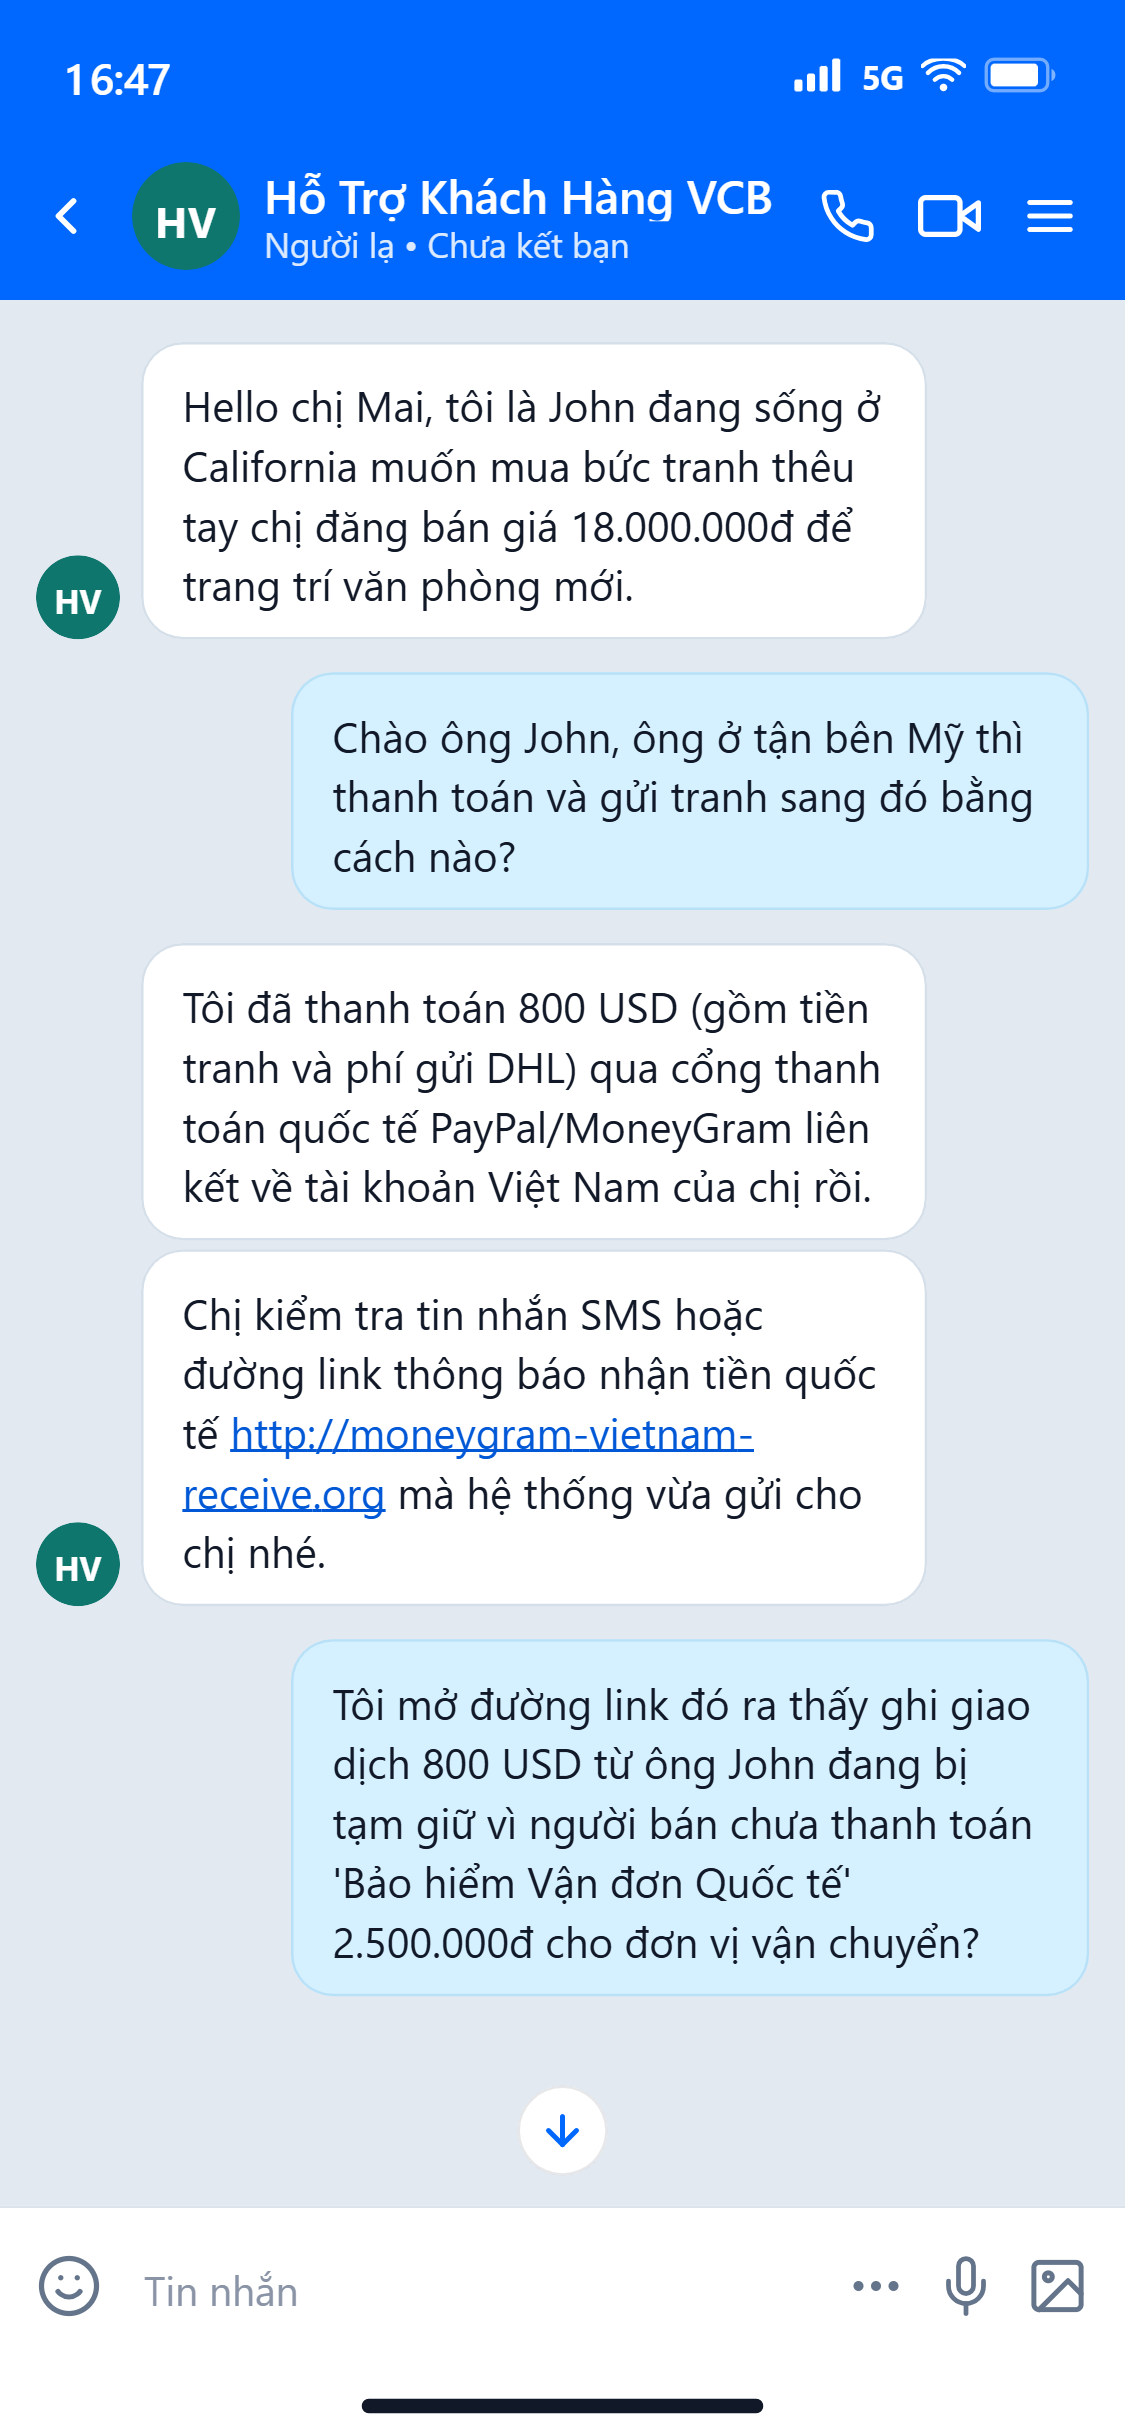 16:47
5G
HV
Hỗ Trợ Khách Hàng VCB
Người lạ • Chưa kết bạn
Hello chị Mai, tôi là John đang sống ở
California muốn mua bức tranh thêu
tay chị đăng bán giá 18.000.000đ để
trang trí văn phòng mới.
HV
Chào ông John, ông ở tận bên Mỹ thì
thanh toán và gửi tranh sang đó bằng
cách nào?
Tôi đã thanh toán 800 USD (gồm tiền
tranh và phí gửi DHL) qua cổng thanh
toán quốc tế PayPal/MoneyGram liên
kết về tài khoản Việt Nam của chị rồi.
Chị kiểm tra tin nhắn SMS hoặc
đường link thông báo nhận tiền quốc
tế http://moneygram-vietnam-
receive.org mà hệ thống vừa gửi cho
chị nhé.
HV
Tôi mở đường link đó ra thấy ghi giao
dịch 800 USD từ ông John đang bị
tạm giữ vì người bán chưa thanh toán
'Bảo hiểm Vận đơn Quốc tế'
2.500.000đ cho đơn vị vận chuyển?
Tin nhắn